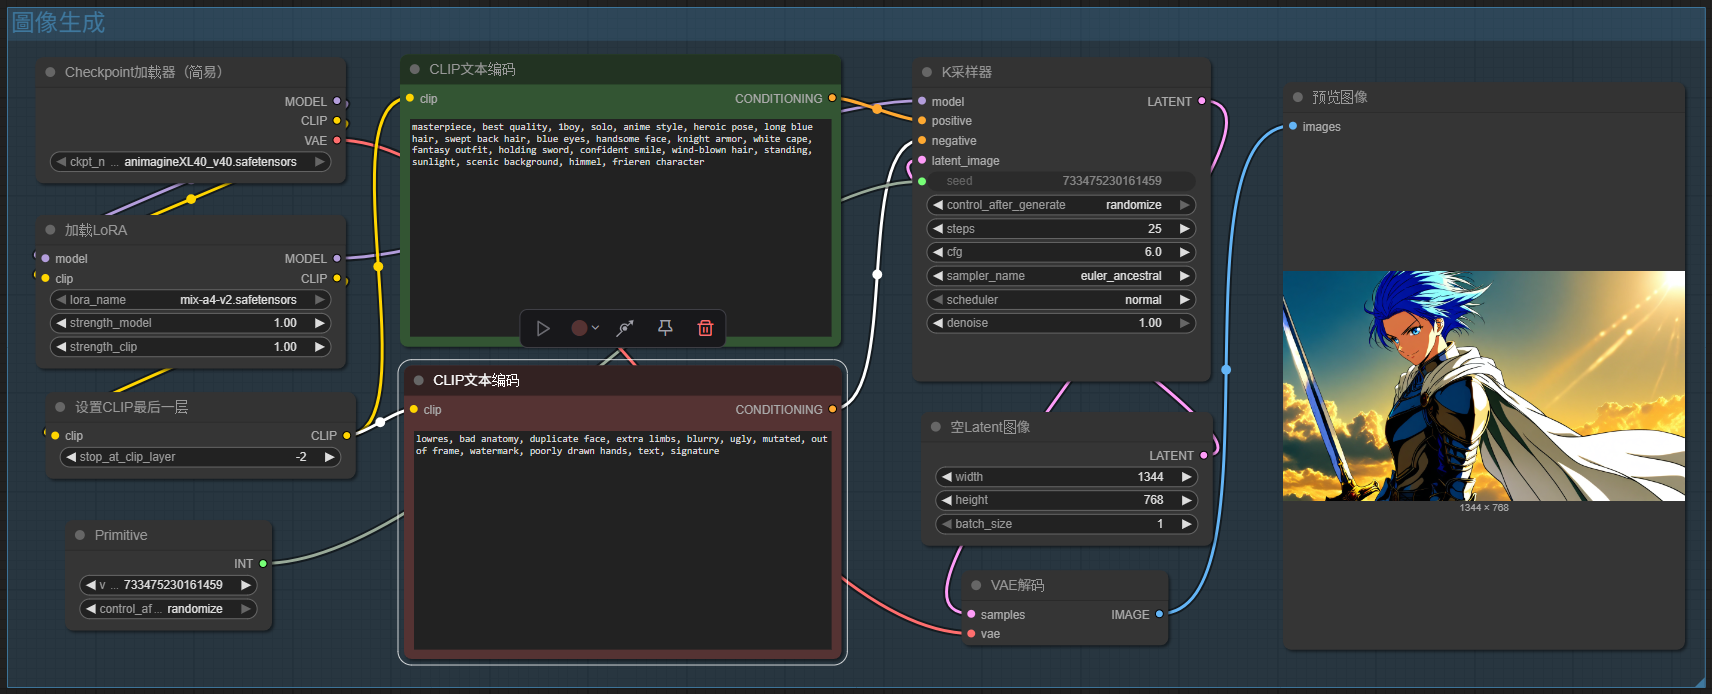 圖像生成
Checkpoint加载器（简易）
MODEL
CLIP
VAE
ckpt_n ... animagineXL40_v40.safetensors
加载LoRA
model MODEL
clip CLIP
lora_name mix-a4-v2.safetensors
strength_model 1.00
strength_clip 1.00
设置CLIP最后一层
clip CLIP
stop_at_clip_layer -2
Primitive
INT
v ... 733475230161459
control_af ... randomize
CLIP文本编码
clip CONDITIONING
masterpiece, best quality, 1boy, solo, anime style, heroic pose, long blue
hair, swept back hair, blue eyes, handsome face, knight armor, white cape,
fantasy outfit, holding sword, confident smile, wind-blown hair, standing,
sunlight, scenic background, himmel, frieren character
CLIP文本编码
clip CONDITIONING
lowres, bad anatomy, duplicate face, extra limbs, blurry, ugly, mutated, out
of frame, watermark, poorly drawn hands, text, signature
K采样器
model LATENT
positive
negative
latent_image
seed 733475230161459
control_after_generate randomize
steps 25
cfg 6.0
sampler_name euler_ancestral
scheduler normal
denoise 1.00
空Latent图像
LATENT
width 1344
height 768
batch_size 1
VAE解码
samples IMAGE
vae
预览图像
images
1344 × 768